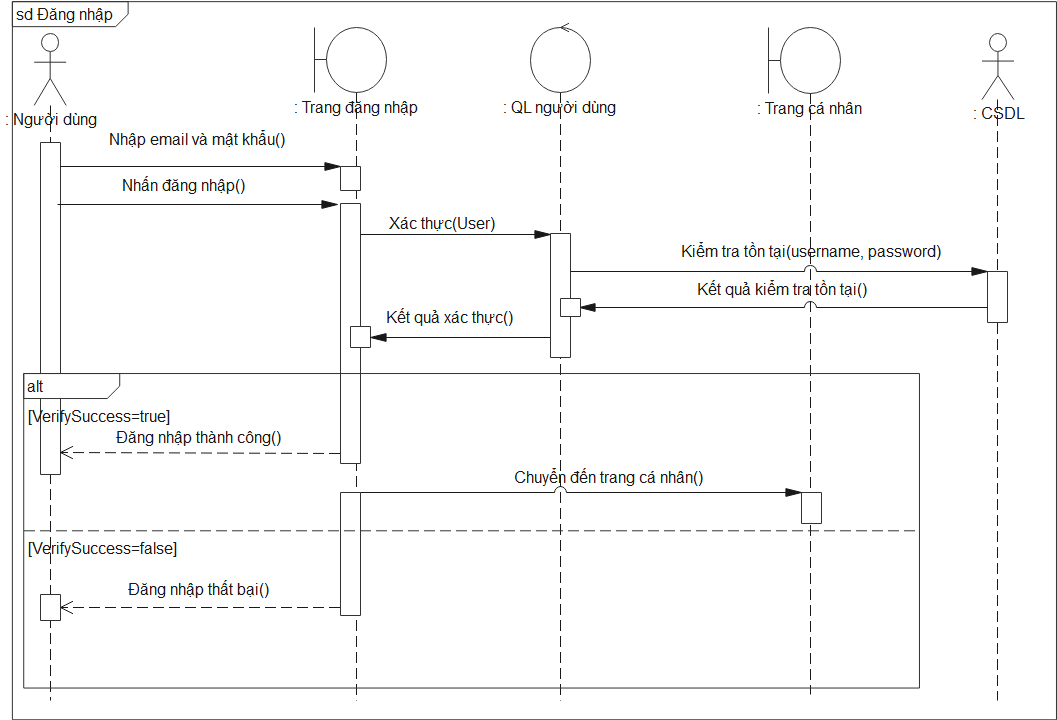 sd Đăng nhập
: Người dùng
: Trang đăng nhập
: QL người dùng
: Trang cá nhân
: CSDL
Nhập email và mật khẩu()
Nhấn đăng nhập()
Xác thực(User)
Kiểm tra tồn tại(username, password)
Kết quả kiểm tra tồn tại()
Kết quả xác thực()
alt
[VerifySuccess=true]
Đăng nhập thành công()
Chuyển đến trang cá nhân()
[VerifySuccess=false]
Đăng nhập thất bại()